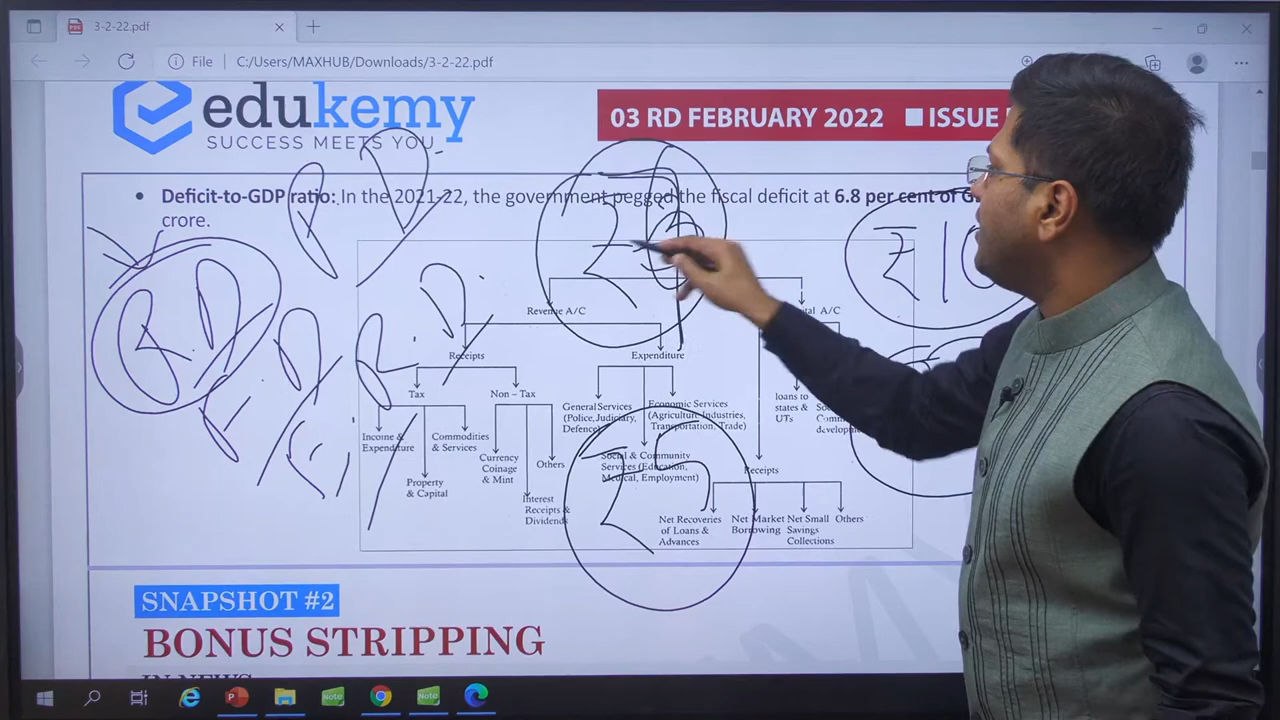 3-2-22.pdf
File
C:/Users/MAXHUB/Downloads/3-2-22.pdf
edukemy
SUCCESS MEETS YOU
03 RD FEBRUARY 2022 ■ ISSUE
• Deficit-to-GDP ratio: In the 2021-22, the government pegged the fiscal deficit at 6.8 per cent of
crore.
P D.
₹10
R.D
F.D
R.D.
Revenue A/C
A/C
Receipts
Expenditure
Tax
Non – Tax
General Services
(Police, Judiciary,
Defence)
Economic Services
(Agriculture Industries,
Transportation, Trade)
loans to
states &
UTs
Income &
Expenditure
Commodities
& Services
Property
& Capital
Currency
Coinage
& Mint
Others
Interest
Receipts &
Dividends
Social & Community
Services (Education,
Medical, Employment)
Receipts
Net Recoveries
of Loans &
Advances
Net Market
Borrowing
Net Small
Savings
Collections
Others
SNAPSHOT #2
BONUS STRIPPING
IN NEWS
Note
Note